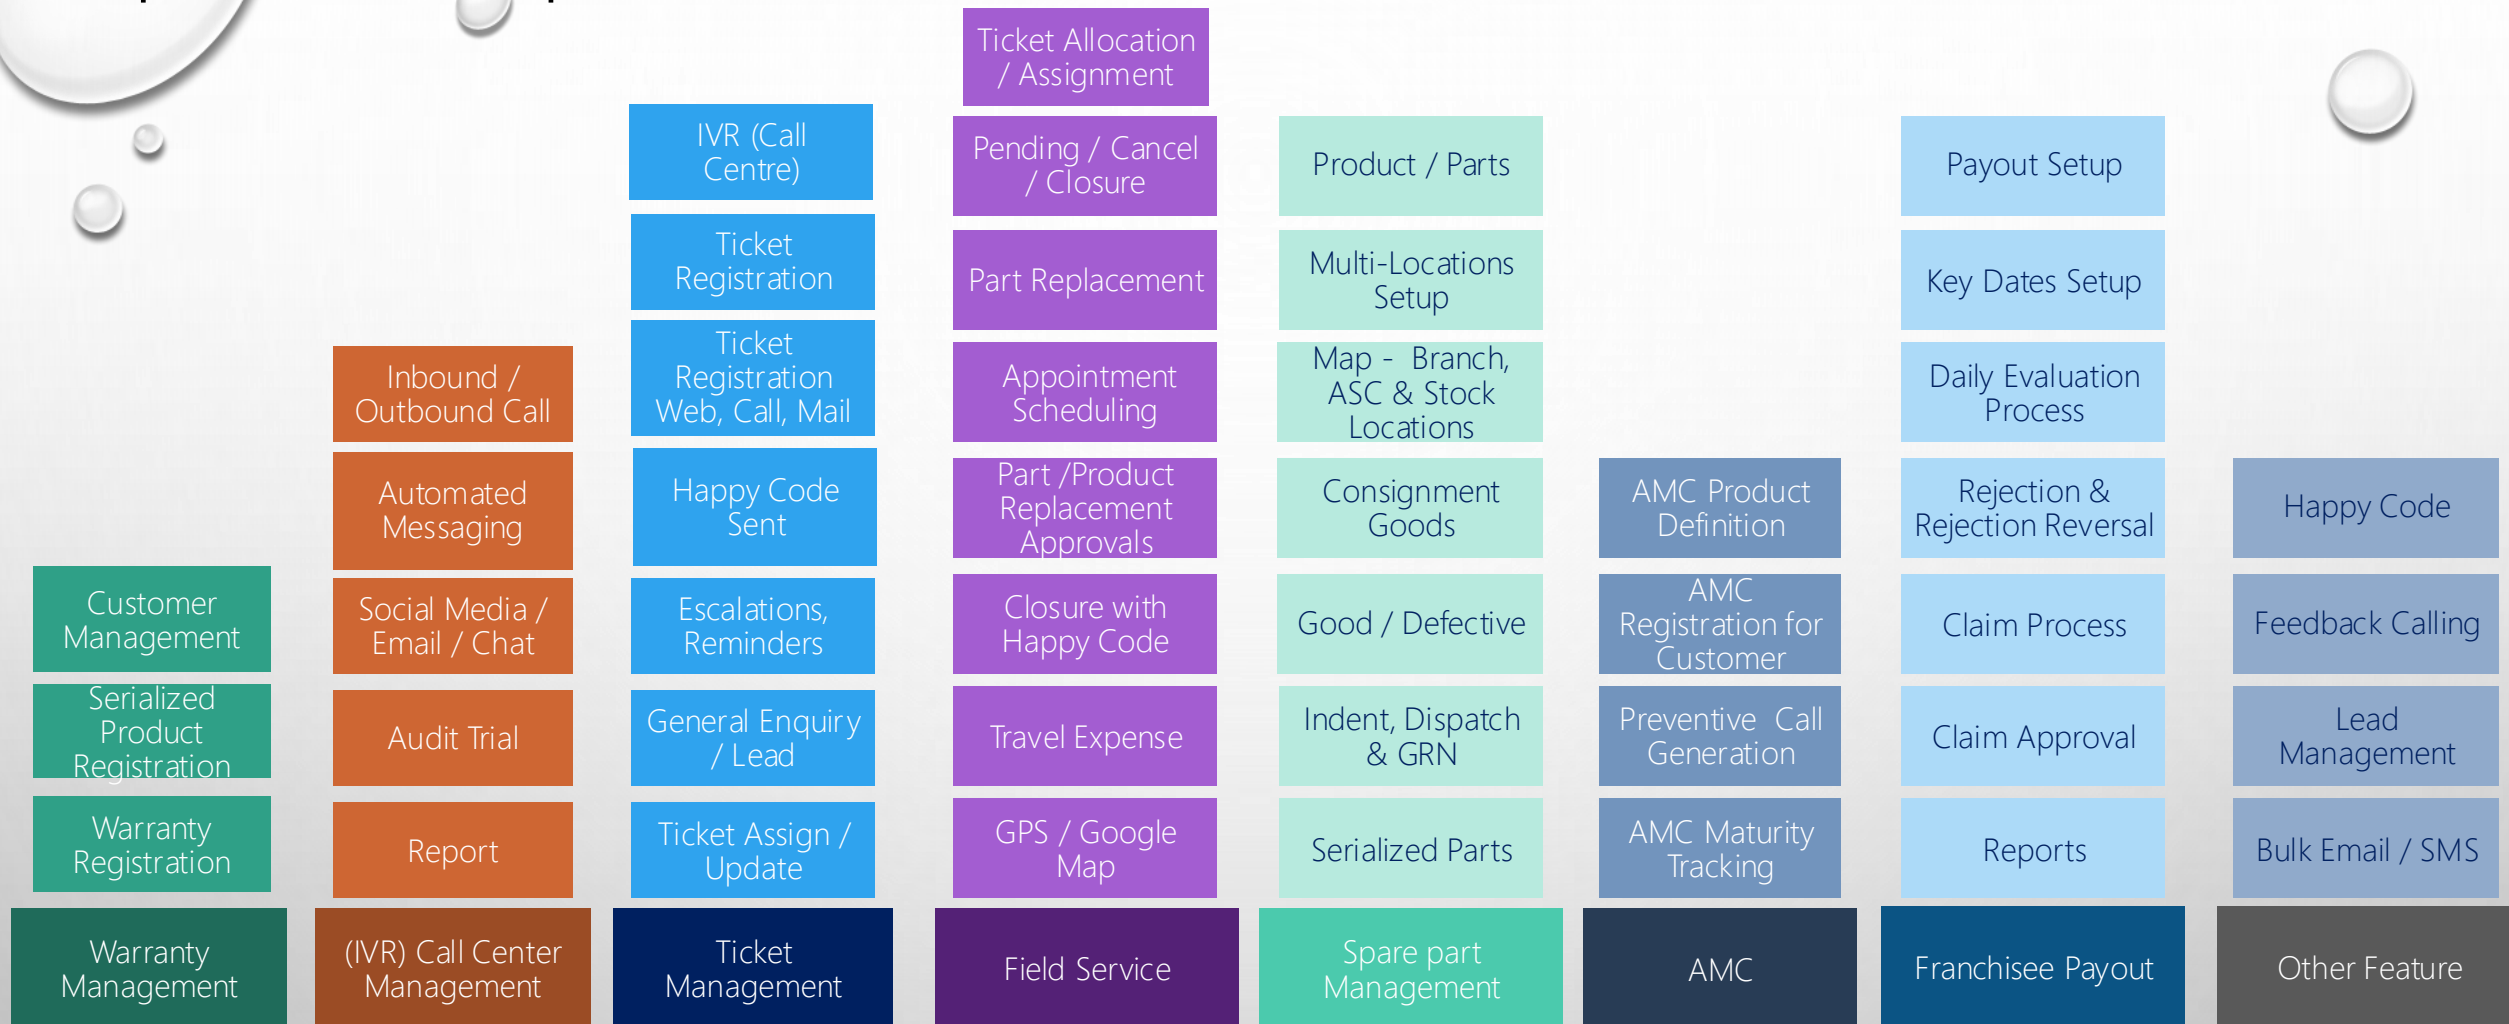 Customer
Management
Serialized
Product
Registration
Warranty
Registration
Warranty
Management
Inbound /
Outbound Call
Automated
Messaging
Social Media /
Email / Chat
Audit Trial
Report
(IVR) Call Center
Management
IVR (Call
Centre)
Ticket
Registration
Ticket
Registration
Web, Call, Mail
Happy Code
Sent
Escalations,
Reminders
General Enquiry
/ Lead
Ticket Assign /
Update
Ticket
Management
Ticket Allocation
/ Assignment
Pending / Cancel
/ Closure
Part Replacement
Appointment
Scheduling
Part /Product
Replacement
Approvals
Closure with
Happy Code
Travel Expense
GPS / Google
Map
Field Service
Product / Parts
Multi-Locations
Setup
Map - Branch,
ASC & Stock
Locations
Consignment
Goods
Good / Defective
Indent, Dispatch
& GRN
Serialized Parts
Spare part
Management
AMC Product
Definition
AMC
Registration for
Customer
Preventive Call
Generation
AMC Maturity
Tracking
AMC
Payout Setup
Key Dates Setup
Daily Evaluation
Process
Rejection &
Rejection Reversal
Claim Process
Claim Approval
Reports
Franchisee Payout
Happy Code
Feedback Calling
Lead
Management
Bulk Email / SMS
Other Feature